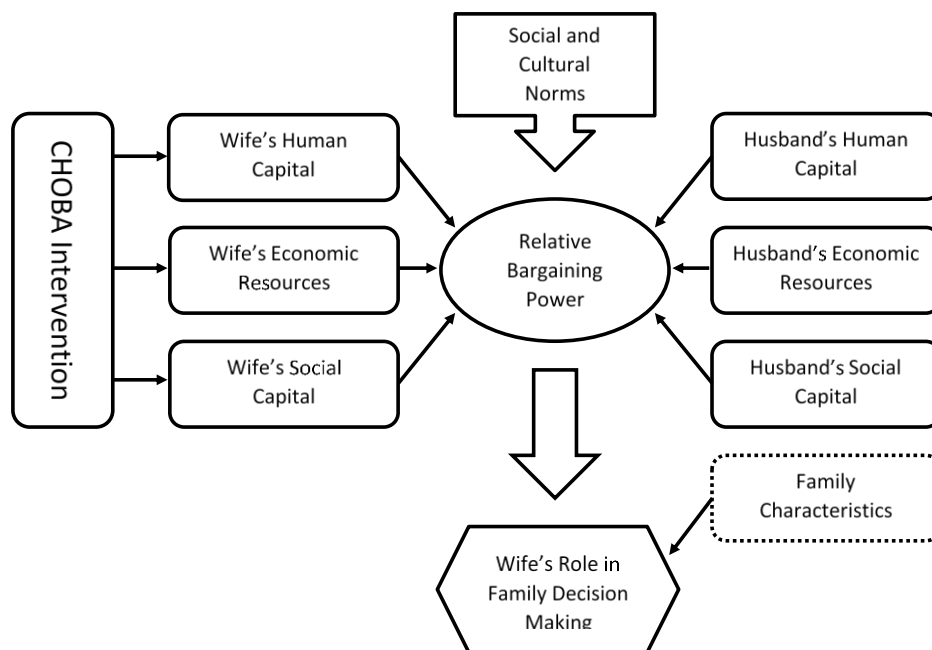 Social and
Cultural
Norms
CHOBA Intervention
Wife's Human
Capital
Husband's Human
Capital
Relative
Bargaining
Power
Wife's Economic
Resources
Husband's Economic
Resources
Wife's Social
Capital
Husband's Social
Capital
Family
Characteristics
Wife's Role in
Family Decision
Making